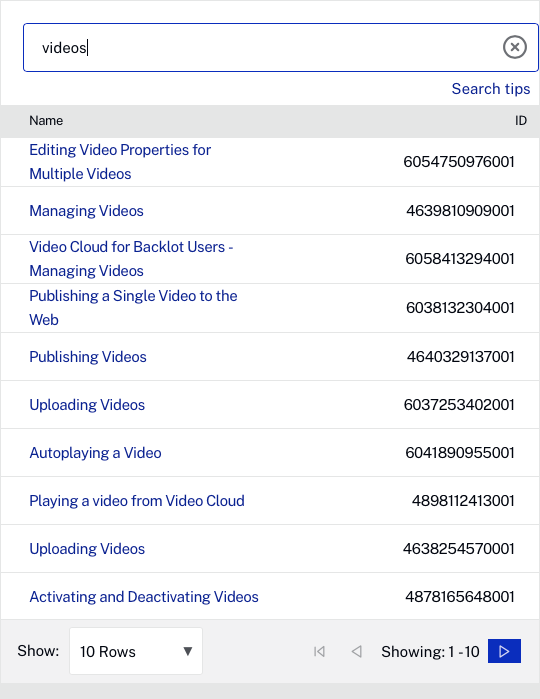 videos
Search tips
Name ID
Editing Video Properties for
Multiple Videos 6054750976001
Managing Videos 4639810909001
Video Cloud for Backlot Users -
Managing Videos 6058413294001
Publishing a Single Video to the
Web 6038132304001
Publishing Videos 4640329137001
Uploading Videos 6037253402001
Autoplaying a Video 6041890955001
Playing a video from Video Cloud 4898112413001
Uploading Videos 4638254570001
Activating and Deactivating Videos 4878165648001
Show: 10 Rows Showing: 1 - 10